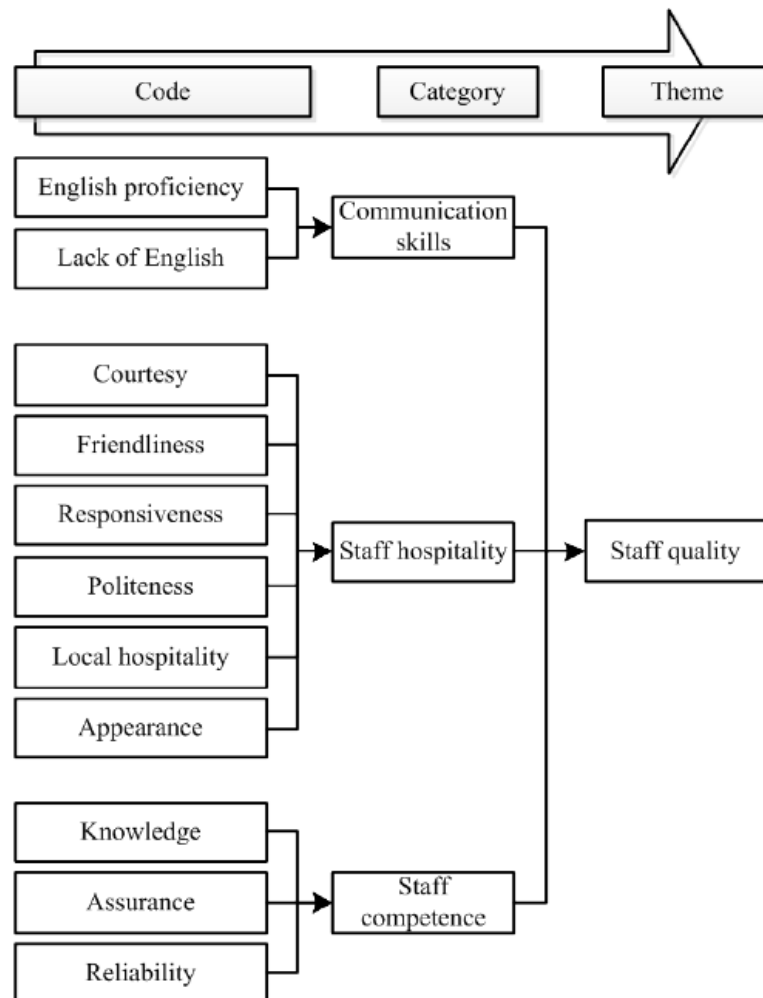 Code
Category
Theme
English proficiency
Lack of English
Communication
skills
Courtesy
Friendliness
Responsiveness
Politeness
Local hospitality
Appearance
Staff hospitality
Staff quality
Knowledge
Assurance
Reliability
Staff
competence